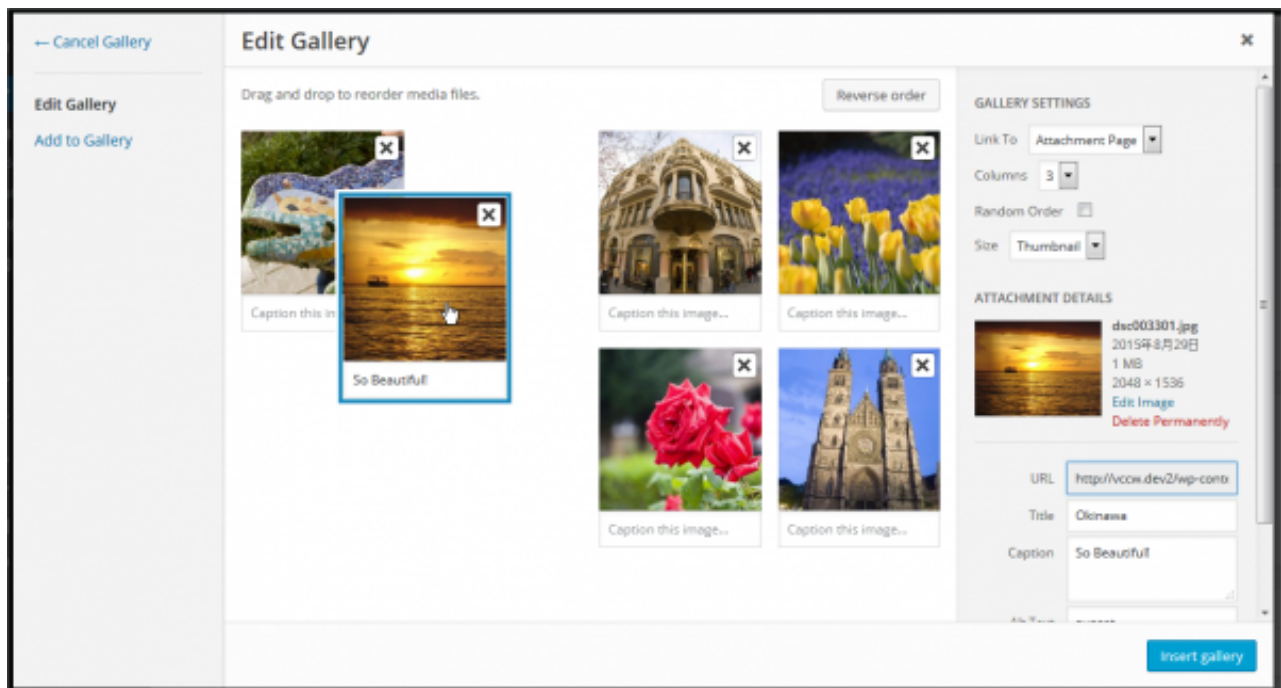 ← Cancel Gallery
Edit Gallery
Add to Gallery
Edit Gallery
Drag and drop to reorder media files.
Reverse order
Caption this im
So Beautiful!
Caption this image...
Caption this image...
Caption this image...
Caption this image...
GALLERY SETTINGS
Link To Attachment Page
Columns 3
Random Order
Size Thumbnail
ATTACHMENT DETAILS
dsc003301.jpg
2015年8月29日
1 MB
2048 × 1536
Edit Image
Delete Permanently
URL http://vccw.dev2/wp-conte
Title Okinawa
Caption So Beautiful!
Alt Text sunset
Insert gallery